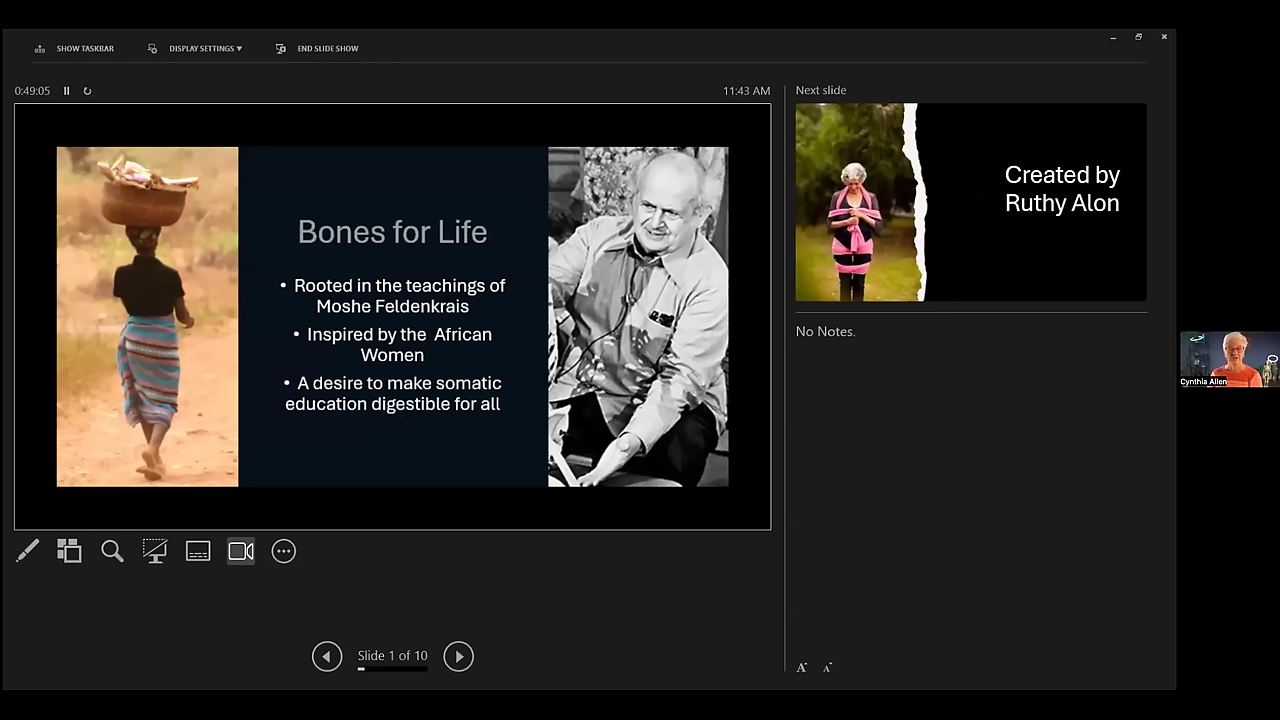 SHOW TASKBAR
DISPLAY SETTINGS ▼
END SLIDE SHOW
0:49:05
11:43 AM
Bones for Life
• Rooted in the teachings of
Moshe Feldenkrais
• Inspired by the African
Women
• A desire to make somatic
education digestible for all
Slide 1 of 10
Next slide
Created by
Ruthy Alon
No Notes.
A A
Cynthia Allen